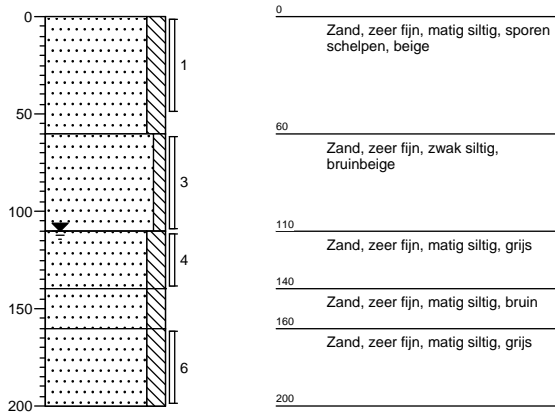 0
50
100
150
200
1
3
4
6
0
Zand, zeer fijn, matig siltig, sporen
schelpen, beige
60
Zand, zeer fijn, zwak siltig,
bruinbeige
110
Zand, zeer fijn, matig siltig, grijs
140
Zand, zeer fijn, matig siltig, bruin
160
Zand, zeer fijn, matig siltig, grijs
200